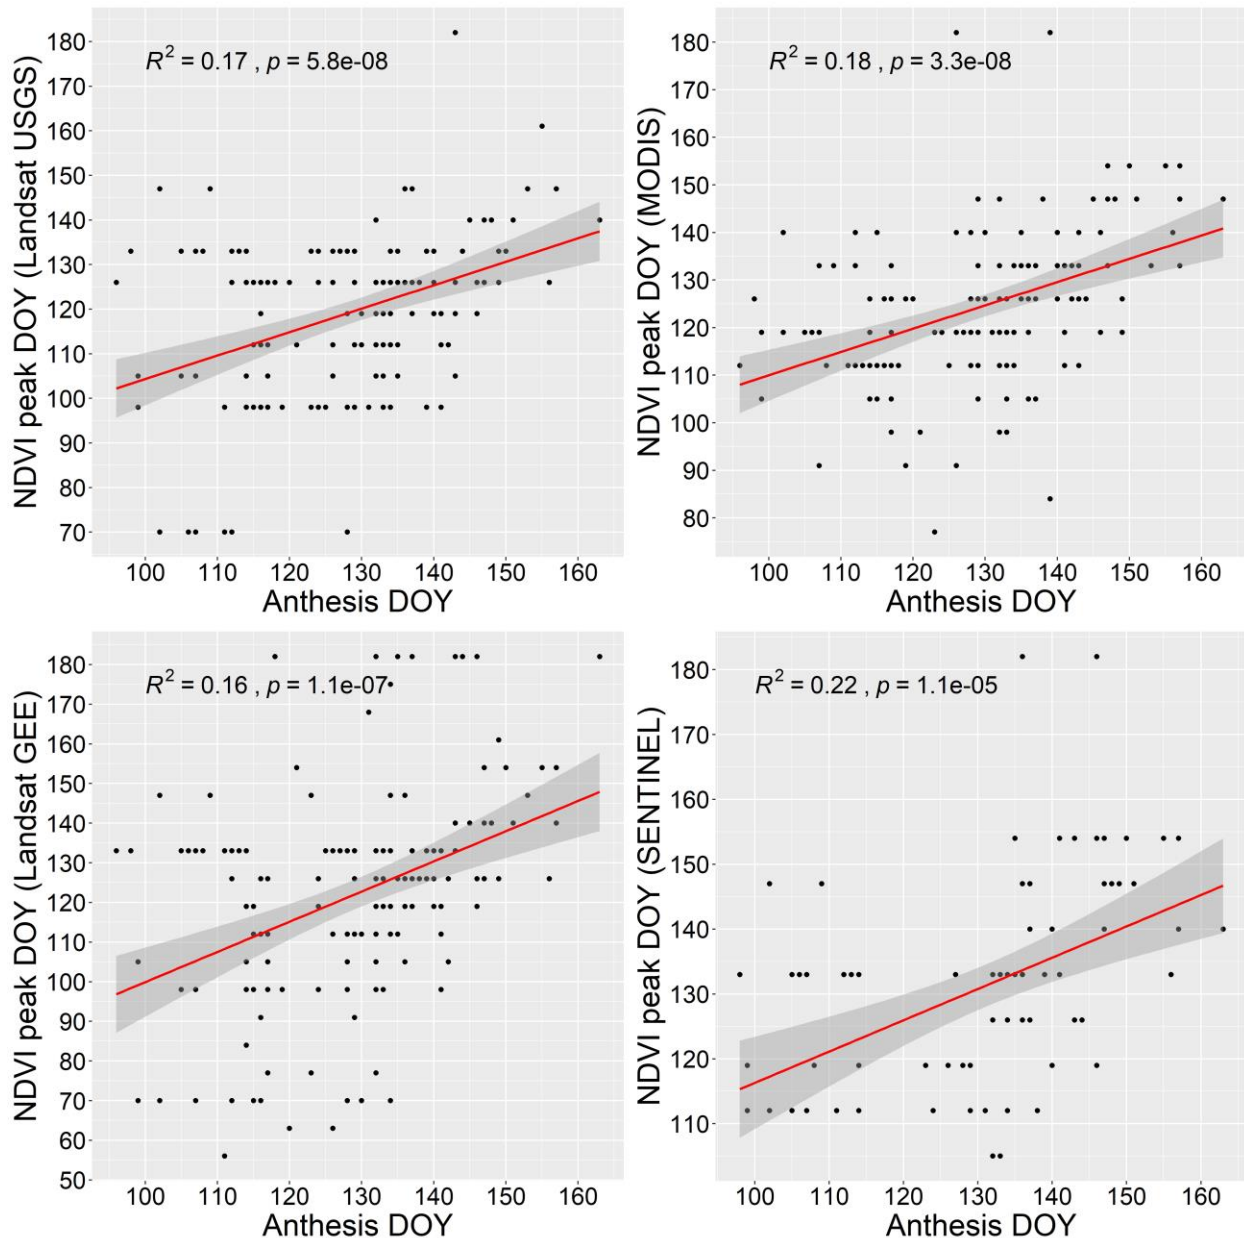 NDVI peak DOY (Landsat USGS)
180
170
160
150
140
130
120
110
100
90
80
70
R² = 0.17 , p = 5.8e-08
100 110 120 130 140 150 160
Anthesis DOY
NDVI peak DOY (MODIS)
180
170
160
150
140
130
120
110
100
90
80
R² = 0.18 , p = 3.3e-08
100 110 120 130 140 150 160
Anthesis DOY
NDVI peak DOY (Landsat GEE)
180
170
160
150
140
130
120
110
100
90
80
70
60
50
R² = 0.16 , p = 1.1e-07
100 110 120 130 140 150 160
Anthesis DOY
NDVI peak DOY (SENTINEL)
180
170
160
150
140
130
120
110
R² = 0.22 , p = 1.1e-05
100 110 120 130 140 150 160
Anthesis DOY